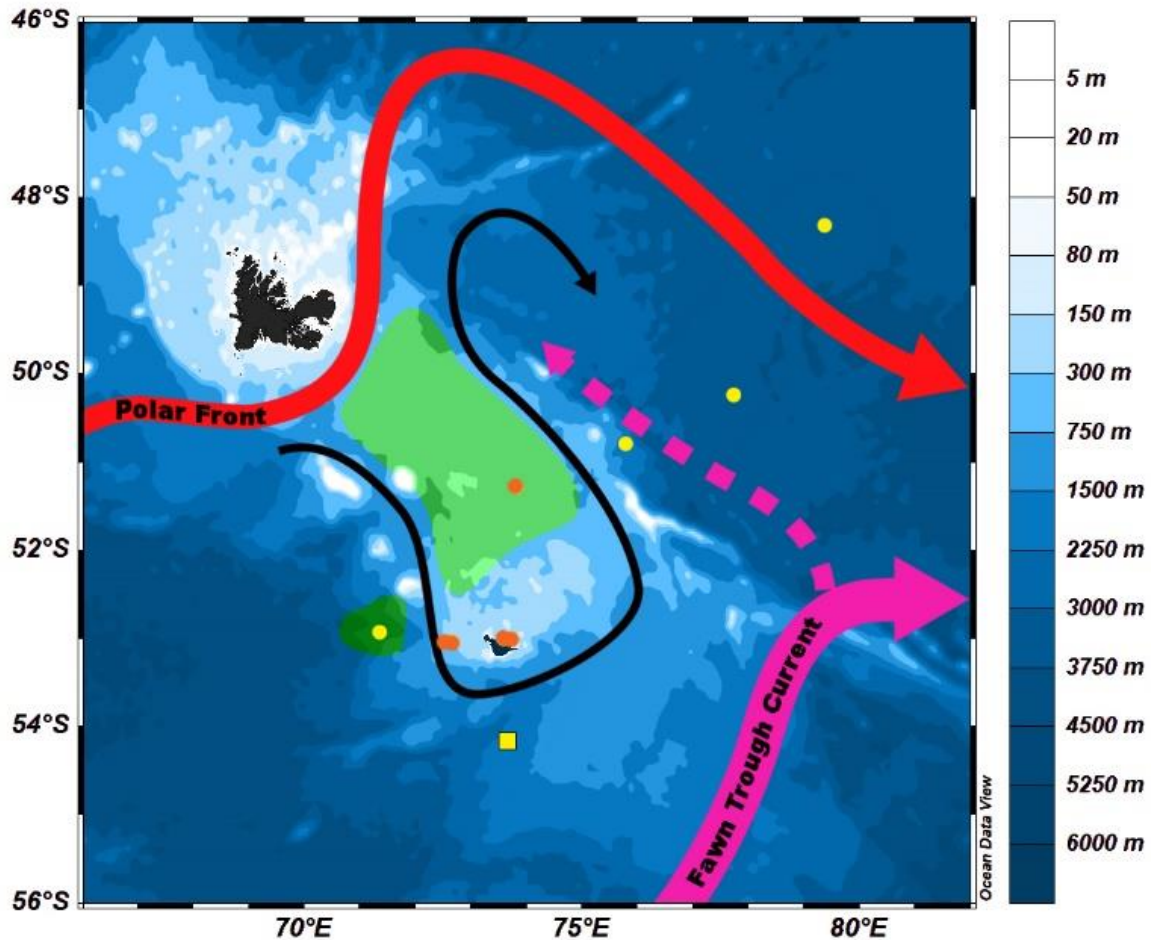 46°S
48°S
50°S
52°S
54°S
56°S
70°E
75°E
80°E
Polar Front
Fawn Trough Current
Ocean Data View
5 m
20 m
50 m
80 m
150 m
300 m
750 m
1500 m
2250 m
3000 m
3750 m
4500 m
5250 m
6000 m